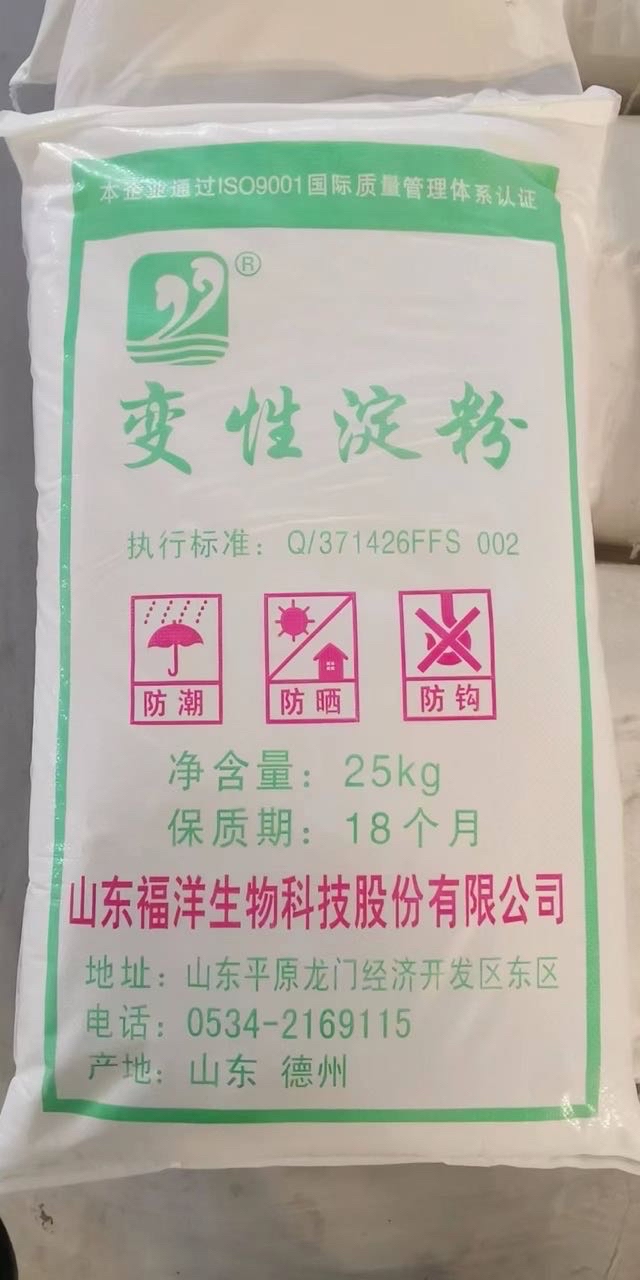 本企业通过ISO9001国际质量管理体系认证
®
变性淀粉
执行标准：Q/371426FFS 002
防潮 防晒 防钩
净含量：25kg
保质期：18个月
山东福洋生物科技股份有限公司
地址：山东平原龙门经济开发区东区
电话：0534-2169115
产地：山东 德州